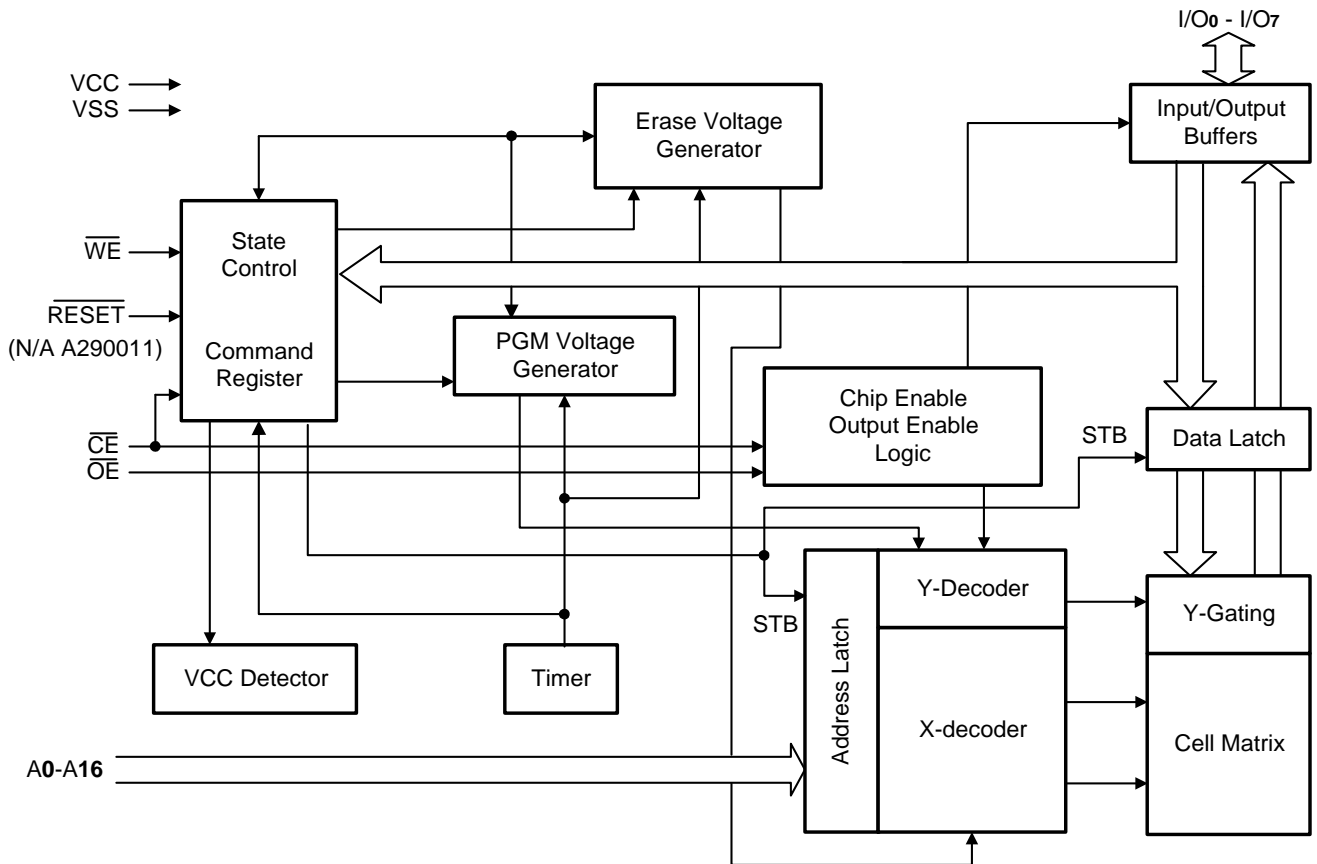 I/O0 - I/O7
VCC
VSS
Erase Voltage
Generator
Input/Output
Buffers
State
Control
WE
RESET
(N/A A290011)
Command
Register
PGM Voltage
Generator
Chip Enable
Output Enable
Logic
CE
OE
STB
Data Latch
Y-Decoder
STB
Y-Gating
Address Latch
VCC Detector
Timer
X-decoder
Cell Matrix
A0-A16